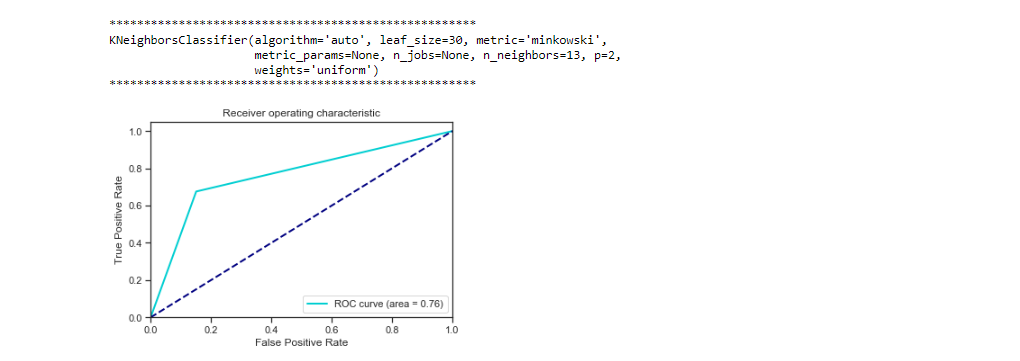 *****************************************************
KNeighborsClassifier(algorithm='auto', leaf_size=30, metric='minkowski',
metric_params=None, n_jobs=None, n_neighbors=13, p=2,
weights='uniform')
*****************************************************
Receiver operating characteristic
1.0
0.8
0.6
0.4
0.2
0.0
True Positive Rate
ROC curve (area = 0.76)
0.0 0.2 0.4 0.6 0.8 1.0
False Positive Rate